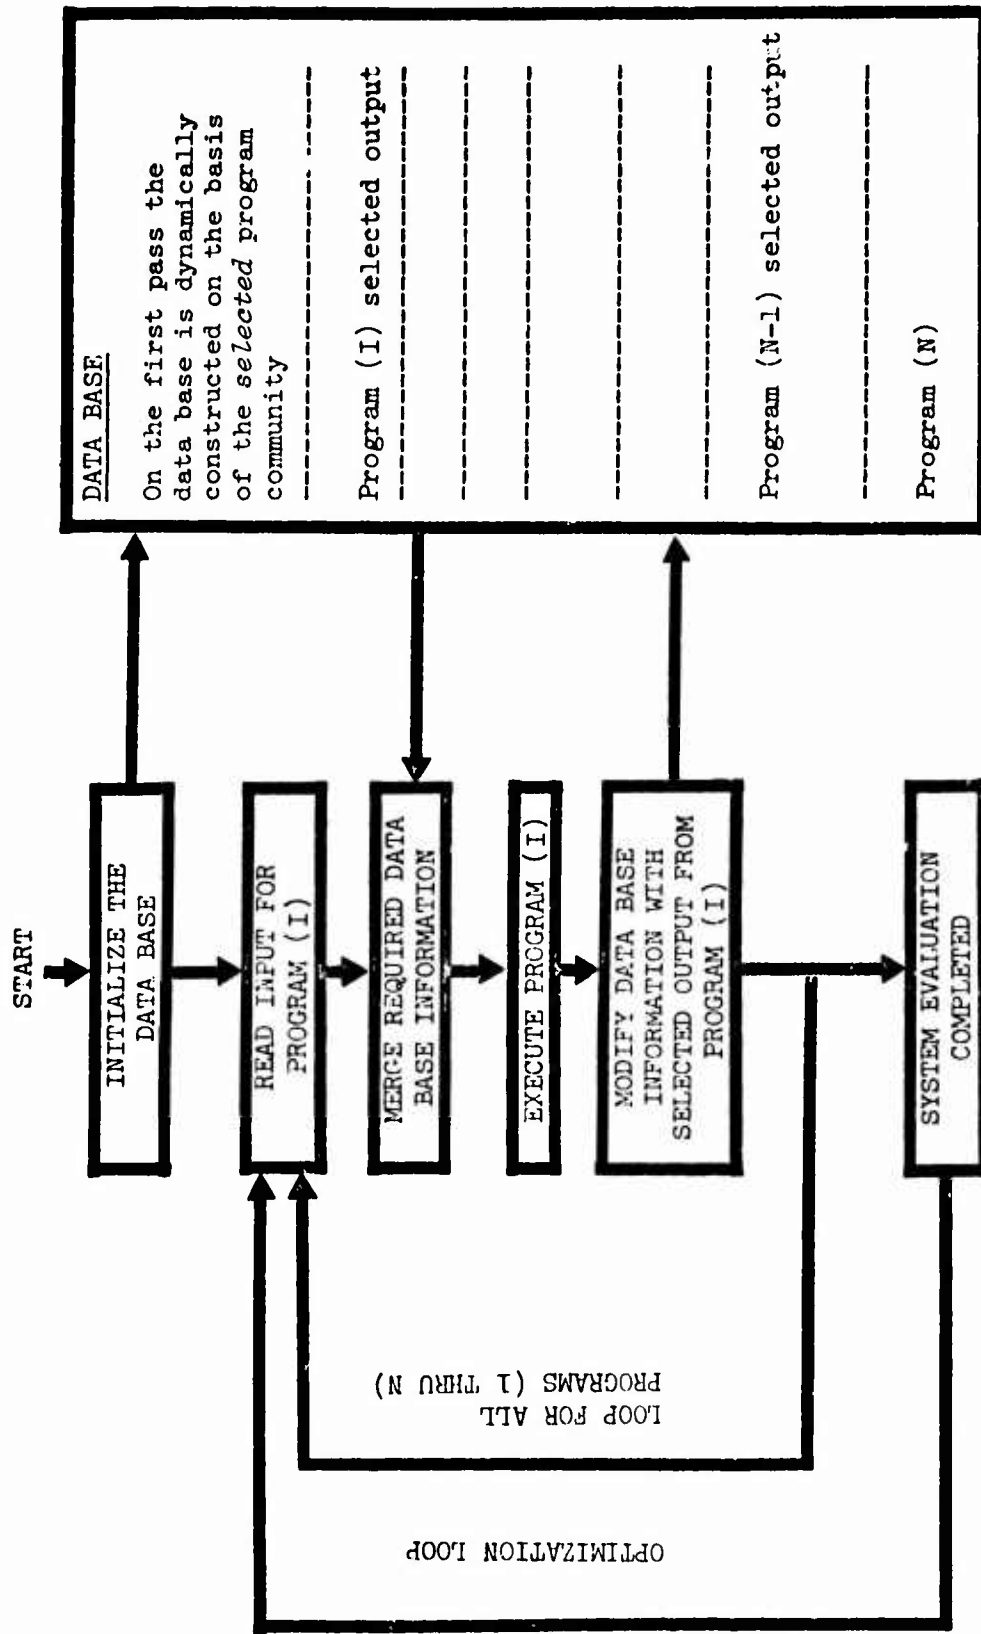 START
INITIALIZE THE
DATA BASE
READ INPUT FOR
PROGRAM (I)
MERGE REQUIRED DATA
BASE INFORMATION
EXECUTE PROGRAM (I)
MODIFY DATA BASE
INFORMATION WITH
SELECTED OUTPUT FROM
PROGRAM (I)
SYSTEM EVALUATION
COMPLETED
LOOP FOR ALL
PROGRAMS (1 THRU N)
OPTIMIZATION LOOP
DATA BASE
On the first pass the
data base is dynamically
constructed on the basis
of the selected program
community
Program (I) selected output
Program (N-1) selected output
Program (N)